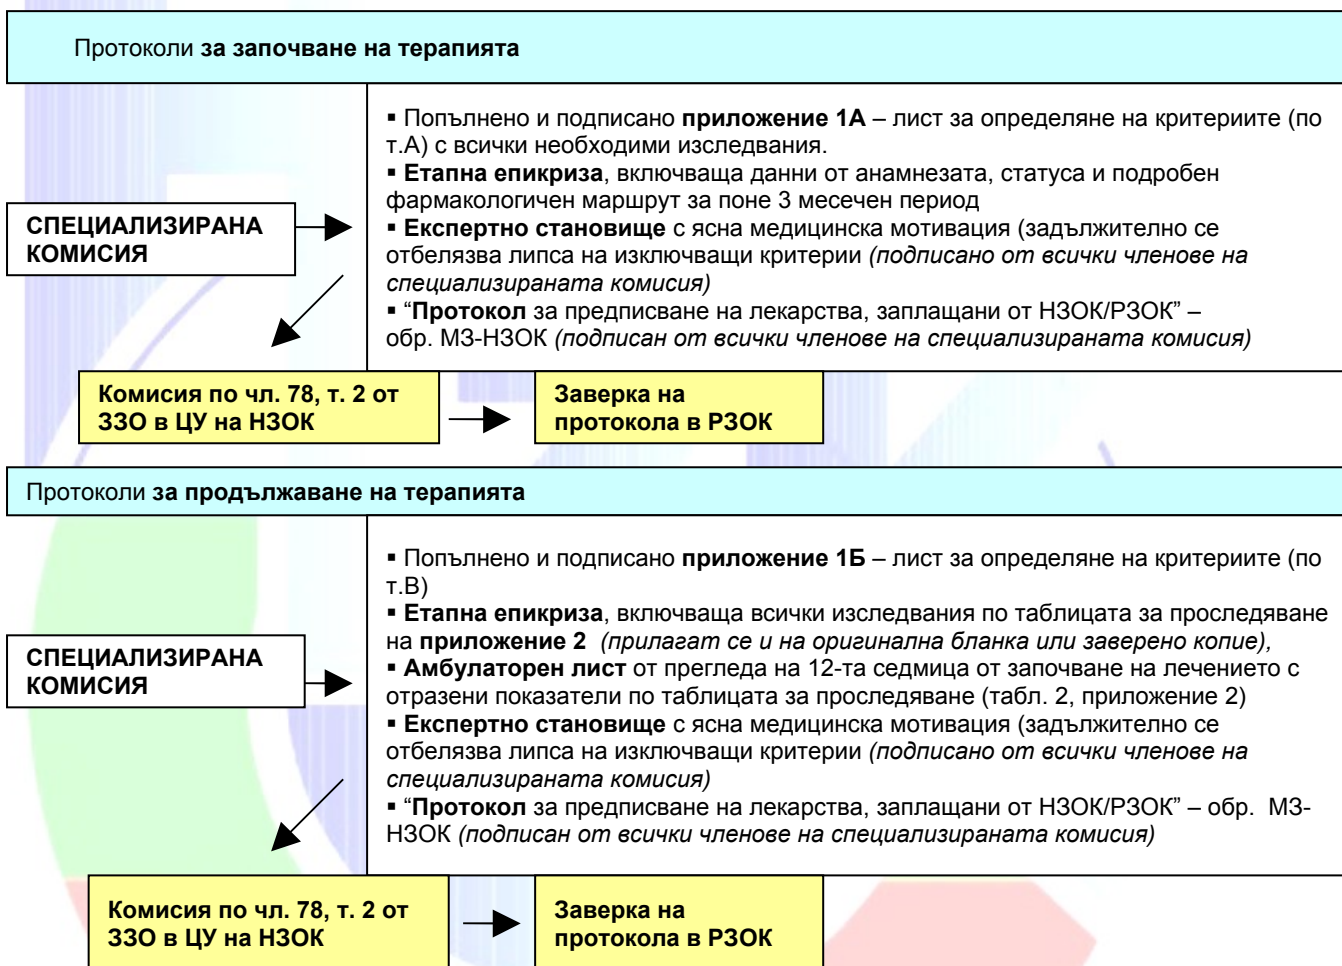 Протоколи за започване на терапията
▪ Попълнено и подписано приложение 1А – лист за определяне на критериите (по
т.А) с всички необходими изследвания.
▪ Етапна епикриза, включваща данни от анамнезата, статуса и подробен
фармакологичен маршрут за поне 3 месечен период
СПЕЦИАЛИЗИРАНА
КОМИСИЯ
▪ Експертно становище с ясна медицинска мотивация (задължително се
отбелязва липса на изключващи критерии (подписано от всички членове на
специализираната комисия)
▪ “Протокол за предписване на лекарства, заплащани от НЗОК/РЗОК” –
обр. МЗ-НЗОК (подписан от всички членове на специализираната комисия)
Комисия по чл. 78, т. 2 от
ЗЗО в ЦУ на НЗОК
Заверка на
протокола в РЗОК
Протоколи за продължаване на терапията
▪ Попълнено и подписано приложение 1Б – лист за определяне на критериите (по
т.В)
▪ Етапна епикриза, включваща всички изследвания по таблицата за проследяване
на приложение 2 (прилагат се и на оригинална бланка или заверено копие),
СПЕЦИАЛИЗИРАНА
КОМИСИЯ
▪ Амбулаторен лист от прегледа на 12-та седмица от започване на лечението с
отразени показатели по таблицата за проследяване (табл. 2, приложение 2)
▪ Експертно становище с ясна медицинска мотивация (задължително се
отбелязва липса на изключващи критерии (подписано от всички членове на
специализираната комисия)
▪ “Протокол за предписване на лекарства, заплащани от НЗОК/РЗОК” – обр. МЗ-
НЗОК (подписан от всички членове на специализираната комисия)
Комисия по чл. 78, т. 2 от
ЗЗО в ЦУ на НЗОК
Заверка на
протокола в РЗОК